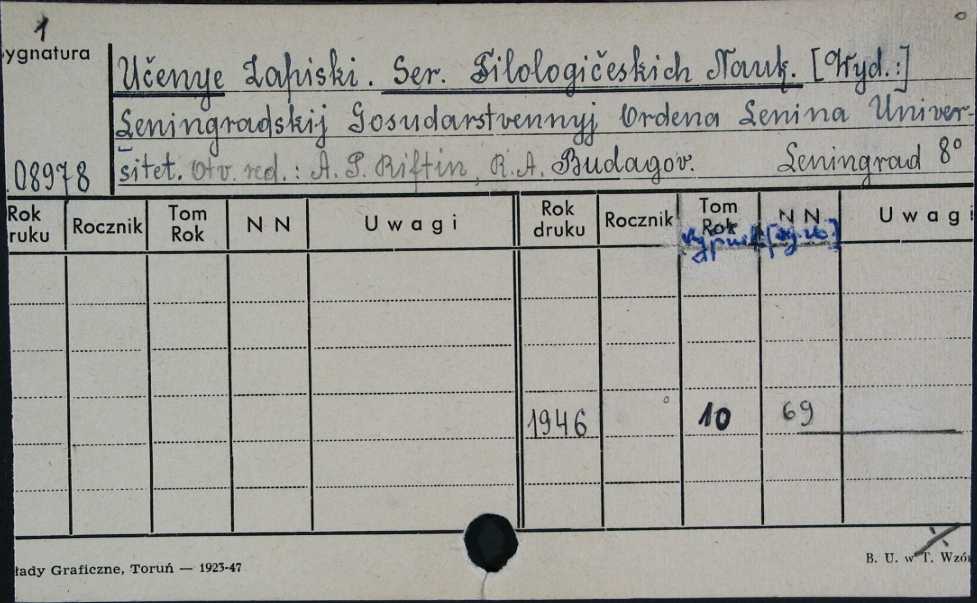 1
ygnatura
Učenye Zapiski. Ser. Filologičeskich Nauk. [Wyd.:]
Leningradskij Gosudarstvennyj Ordena Lenina Univer-
sitet. Otv. red.: A. P. Riftin, R. A. Budagov. Leningrad 8°
08978
Rok ruku Rocznik Tom Rok N N Uwagi Rok druku Rocznik Tom Rok N N Uwagi
1946 10 69
łady Graficzne, Toruń — 1923-47
B. U. w T. Wzó